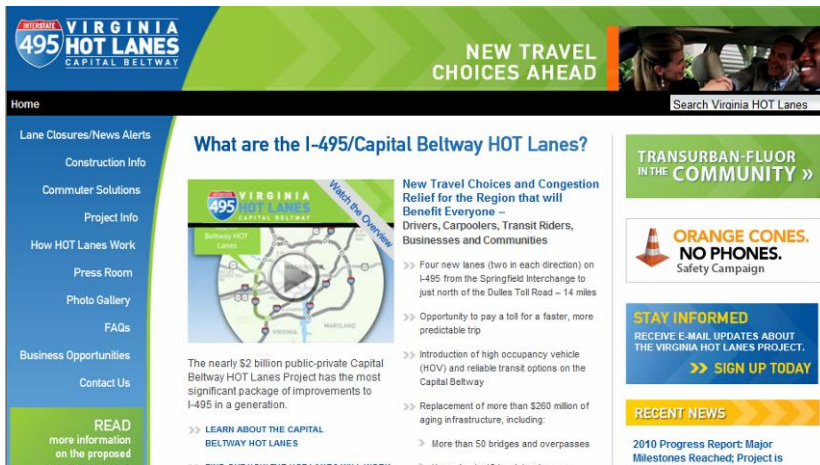 INTERSTATE
495
VIRGINIA
HOT LANES
CAPITAL BELTWAY
NEW TRAVEL
CHOICES AHEAD
Home
Search Virginia HOT Lanes
Lane Closures/News Alerts
Construction Info
Commuter Solutions
Project Info
How HOT Lanes Work
Press Room
Photo Gallery
FAQs
Business Opportunities
Contact Us
READ
more information
on the proposed
What are the I-495/Capital Beltway HOT Lanes?
495
VIRGINIA
HOT LANES
CAPITAL BELTWAY
Watch the Overview
Beltway HOT
Lanes
VIRGINIA
MARYLAND
The nearly $2 billion public-private Capital
Beltway HOT Lanes Project has the most
significant package of improvements to
I-495 in a generation.
LEARN ABOUT THE CAPITAL
BELTWAY HOT LANES
New Travel Choices and Congestion
Relief for the Region that will
Benefit Everyone –
Drivers, Carpoolers, Transit Riders,
Businesses and Communities
Four new lanes (two in each direction) on
I-495 from the Springfield Interchange to
just north of the Dulles Toll Road – 14 miles
Opportunity to pay a toll for a faster, more
predictable trip
Introduction of high occupancy vehicle
(HOV) and reliable transit options on the
Capital Beltway
Replacement of more than $260 million of
aging infrastructure, including:
More than 50 bridges and overpasses
TRANSURBAN-FLUOR
IN THE COMMUNITY »
ORANGE CONES.
NO PHONES.
Safety Campaign
STAY INFORMED
RECEIVE E-MAIL UPDATES ABOUT
THE VIRGINIA HOT LANES PROJECT.
>> SIGN UP TODAY
RECENT NEWS
2010 Progress Report: Major
Milestones Reached; Project is